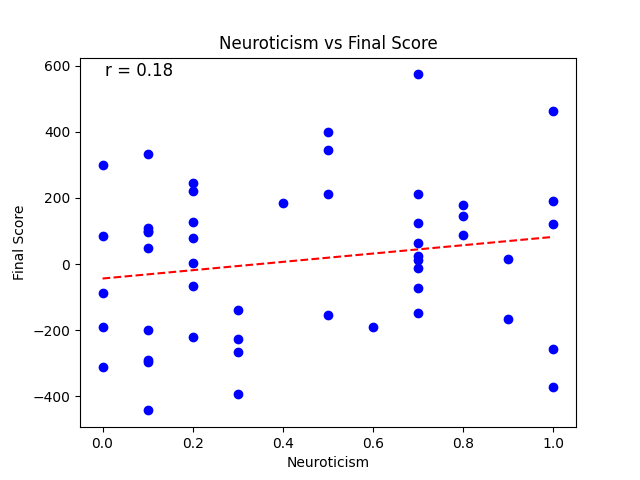 Neuroticism vs Final Score
r = 0.18
600
400
200
0
−200
−400
Final Score
0.0 0.2 0.4 0.6 0.8 1.0
Neuroticism